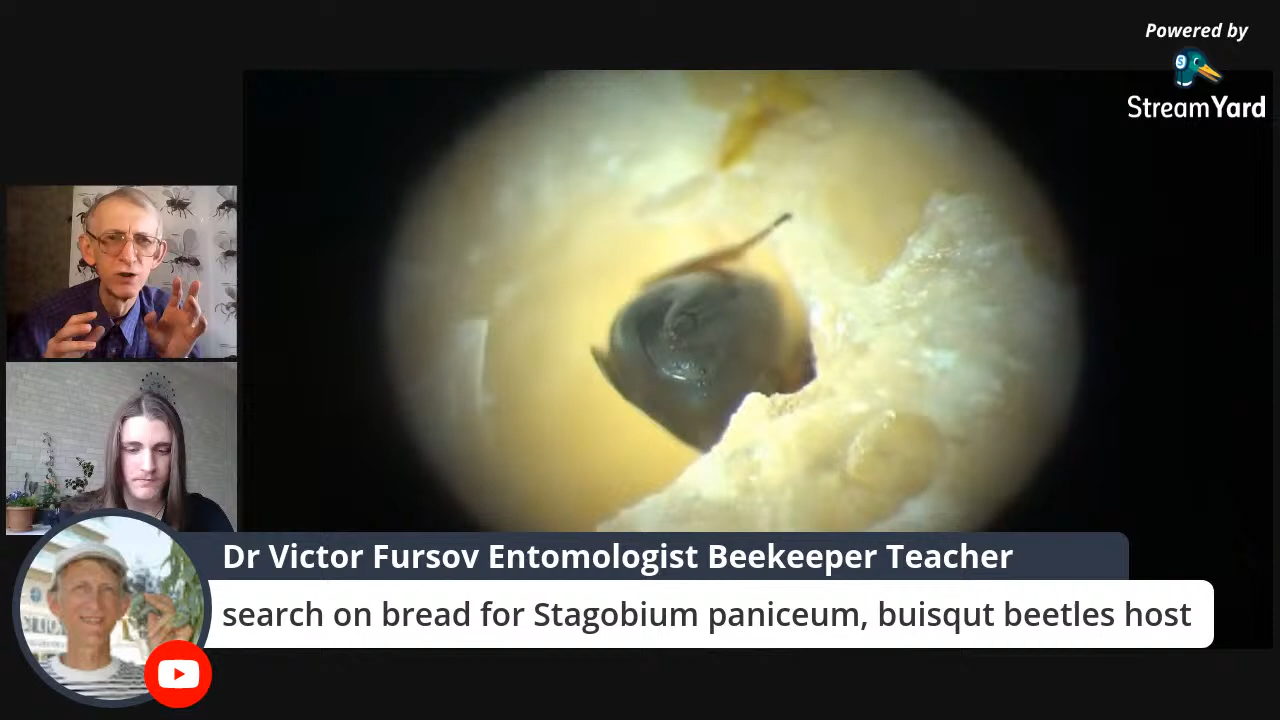 Powered by
StreamYard
Dr Victor Fursov Entomologist Beekeeper Teacher
search on bread for Stagobium paniceum, buisqut beetles host